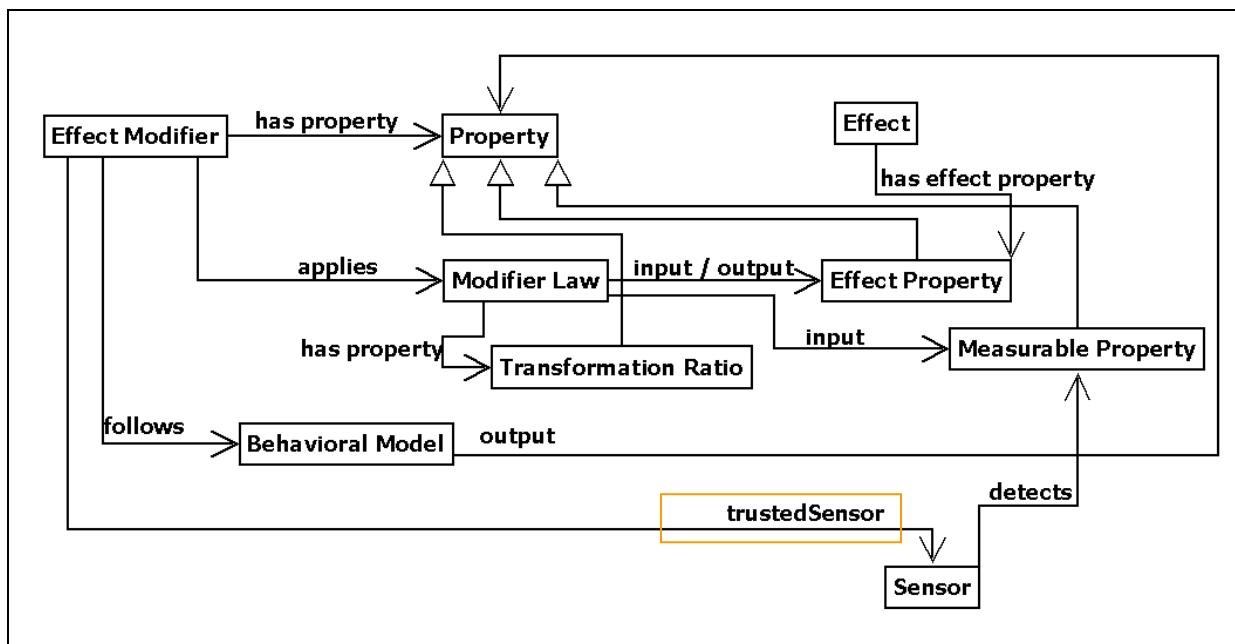 Effect Modifier
has property
Property
Effect
has effect property
applies
Modifier Law
input / output
Effect Property
has property
Transformation Ratio
input
Measurable Property
follows
Behavioral Model
output
detects
trustedSensor
Sensor